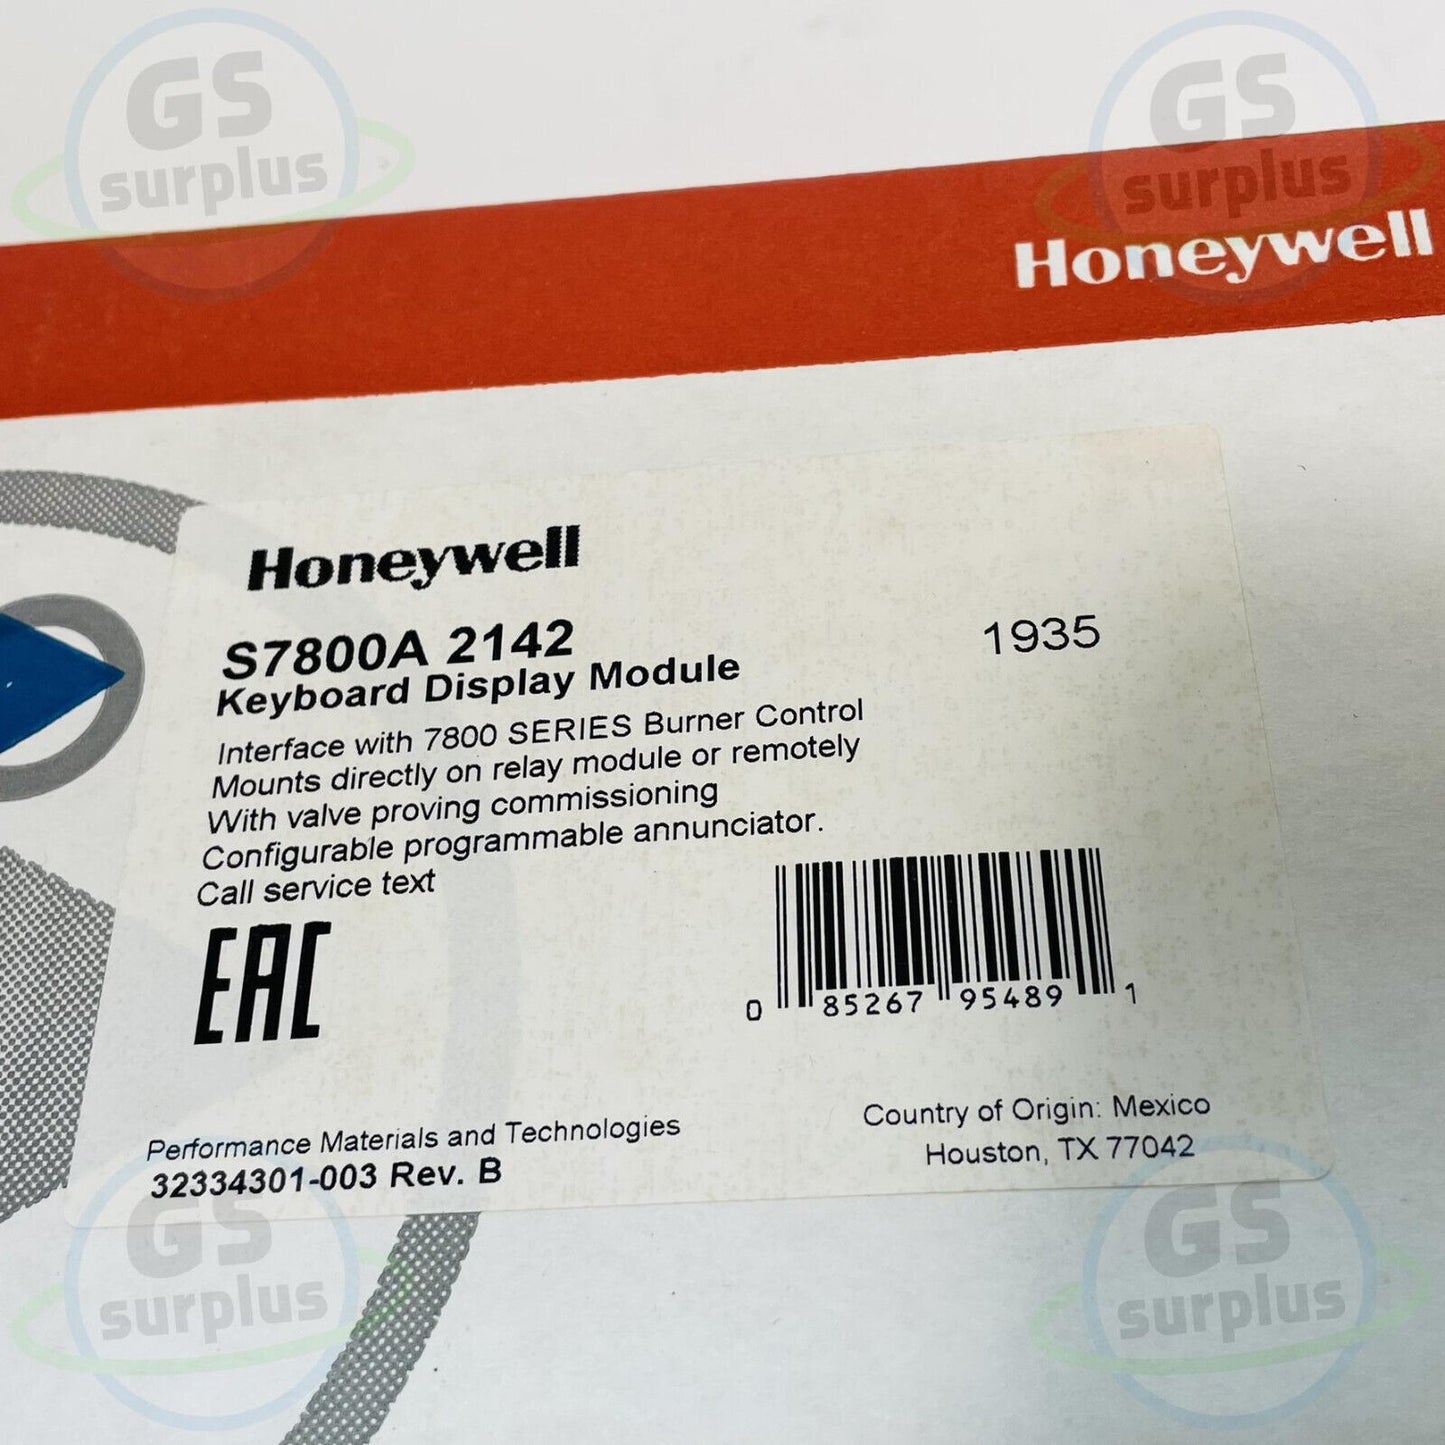 GS
surplus
GS
surplus
Honeywell
Honeywell
S7800A 2142
1935
Keyboard Display Module
Interface with 7800 SERIES Burner Control
Mounts directly on relay module or remotely
With valve proving commissioning
Configurable programmable annunciator.
Call service text
EAC
0 85267 95489 1
Performance Materials and Technologies
32334301-003 Rev. B
Country of Origin: Mexico
Houston, TX 77042
GS
surplus
GS
surplus